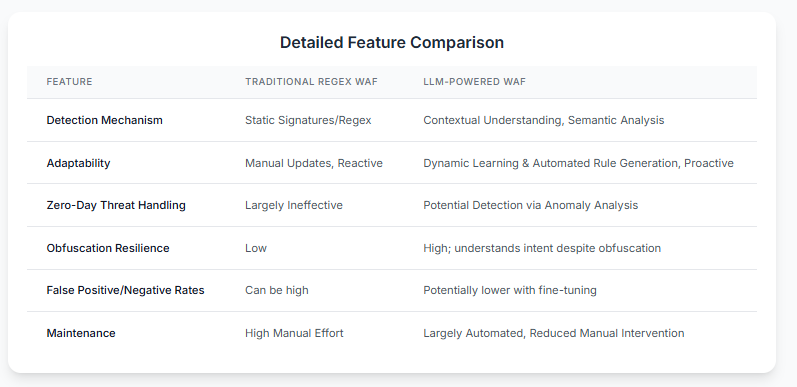 Detailed Feature Comparison
FEATURE TRADITIONAL REGEX WAF LLM-POWERED WAF
Detection Mechanism Static Signatures/Regex Contextual Understanding, Semantic Analysis
Adaptability Manual Updates, Reactive Dynamic Learning & Automated Rule Generation, Proactive
Zero-Day Threat Handling Largely Ineffective Potential Detection via Anomaly Analysis
Obfuscation Resilience Low High; understands intent despite obfuscation
False Positive/Negative Rates Can be high Potentially lower with fine-tuning
Maintenance High Manual Effort Largely Automated, Reduced Manual Intervention